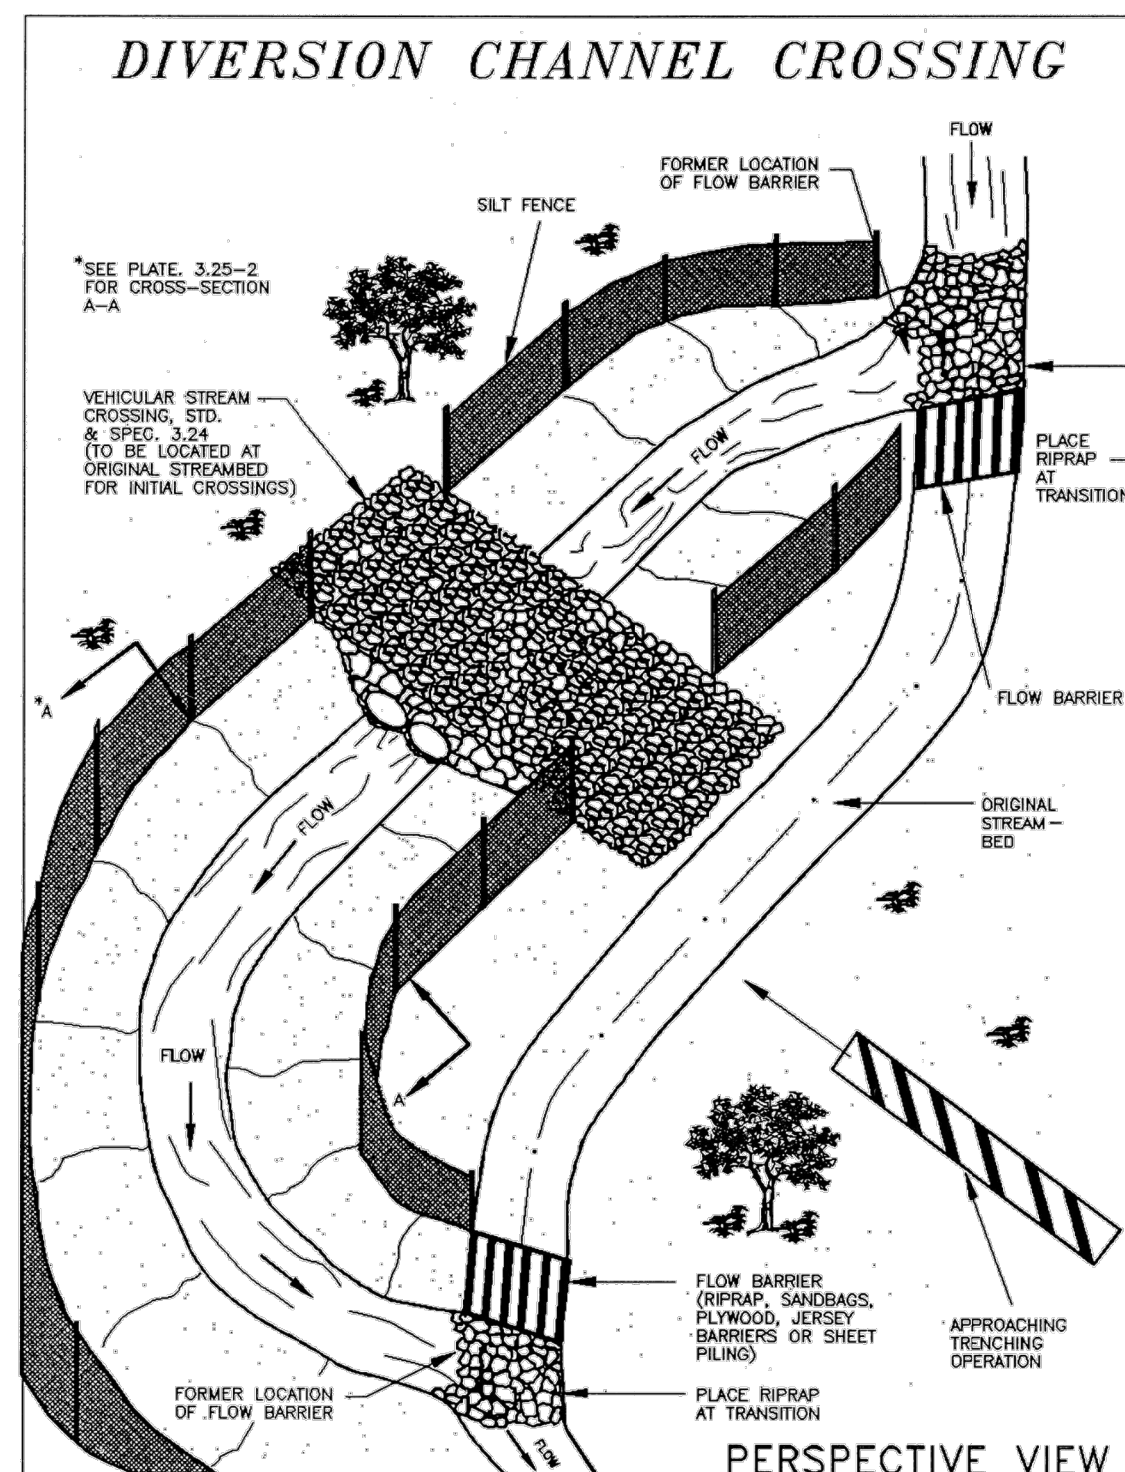 DIVERSION CHANNEL CROSSING
FLOW
FORMER LOCATION
OF FLOW BARRIER
SILT FENCE
*SEE PLATE. 3.25-2
FOR CROSS-SECTION
A-A
VEHICULAR STREAM
CROSSING, STD.
& SPEC. 3.24
(TO BE LOCATED AT
ORIGINAL STREAMBED
FOR INITIAL CROSSINGS)
FLOW
PLACE
RIPRAP
AT
TRANSITION
FLOW BARRIER
*A
FLOW
ORIGINAL
STREAM-
BED
FLOW
A
FLOW BARRIER
(RIPRAP, SANDBAGS,
PLYWOOD, JERSEY
BARRIERS OR SHEET
PILING)
APPROACHING
TRENCHING
OPERATION
FORMER LOCATION
OF FLOW BARRIER
PLACE RIPRAP
AT TRANSITION
FLOW
PERSPECTIVE VIEW